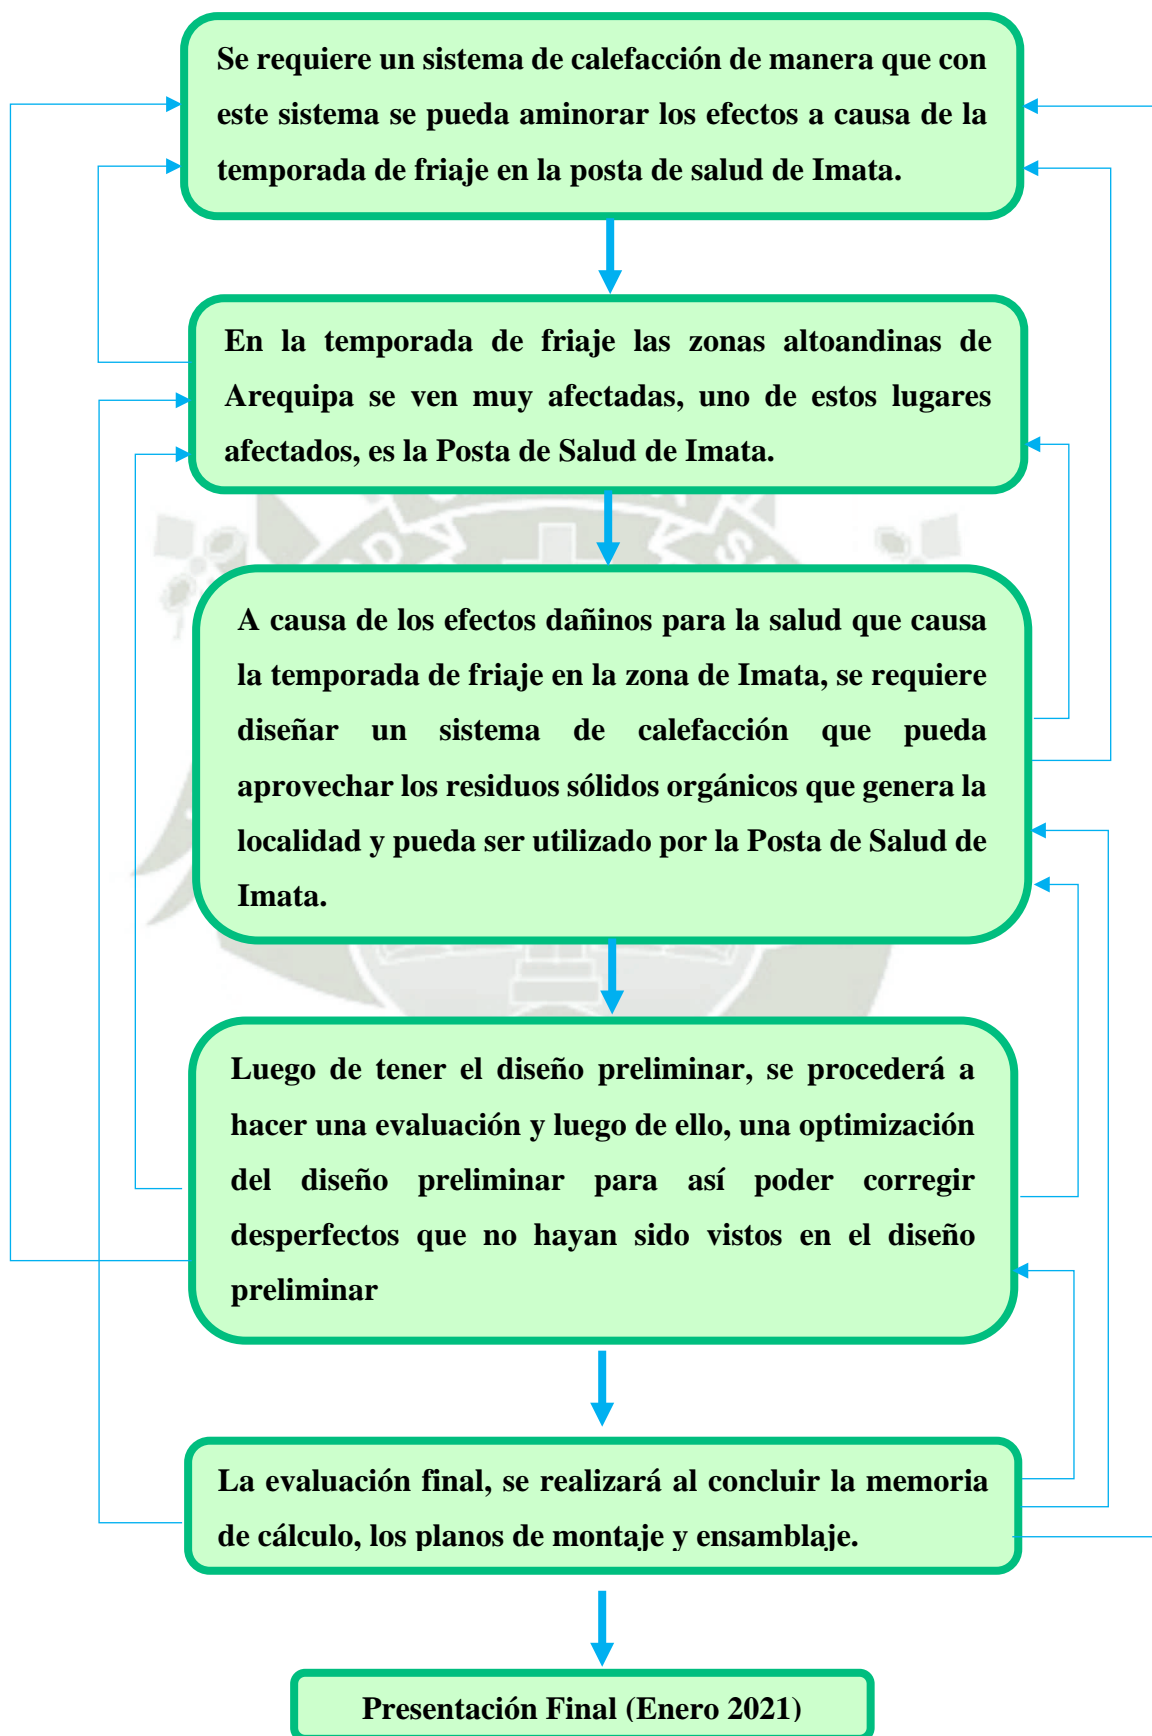 Se requiere un sistema de calefacción de manera que con
este sistema se pueda aminorar los efectos a causa de la
temporada de friaje en la posta de salud de Imata.
En la temporada de friaje las zonas altoandinas de
Arequipa se ven muy afectadas, uno de estos lugares
afectados, es la Posta de Salud de Imata.
A causa de los efectos dañinos para la salud que causa
la temporada de friaje en la zona de Imata, se requiere
diseñar un sistema de calefacción que pueda
aprovechar los residuos sólidos orgánicos que genera la
localidad y pueda ser utilizado por la Posta de Salud de
Imata.
Luego de tener el diseño preliminar, se procederá a
hacer una evaluación y luego de ello, una optimización
del diseño preliminar para así poder corregir
desperfectos que no hayan sido vistos en el diseño
preliminar
La evaluación final, se realizará al concluir la memoria
de cálculo, los planos de montaje y ensamblaje.
Presentación Final (Enero 2021)